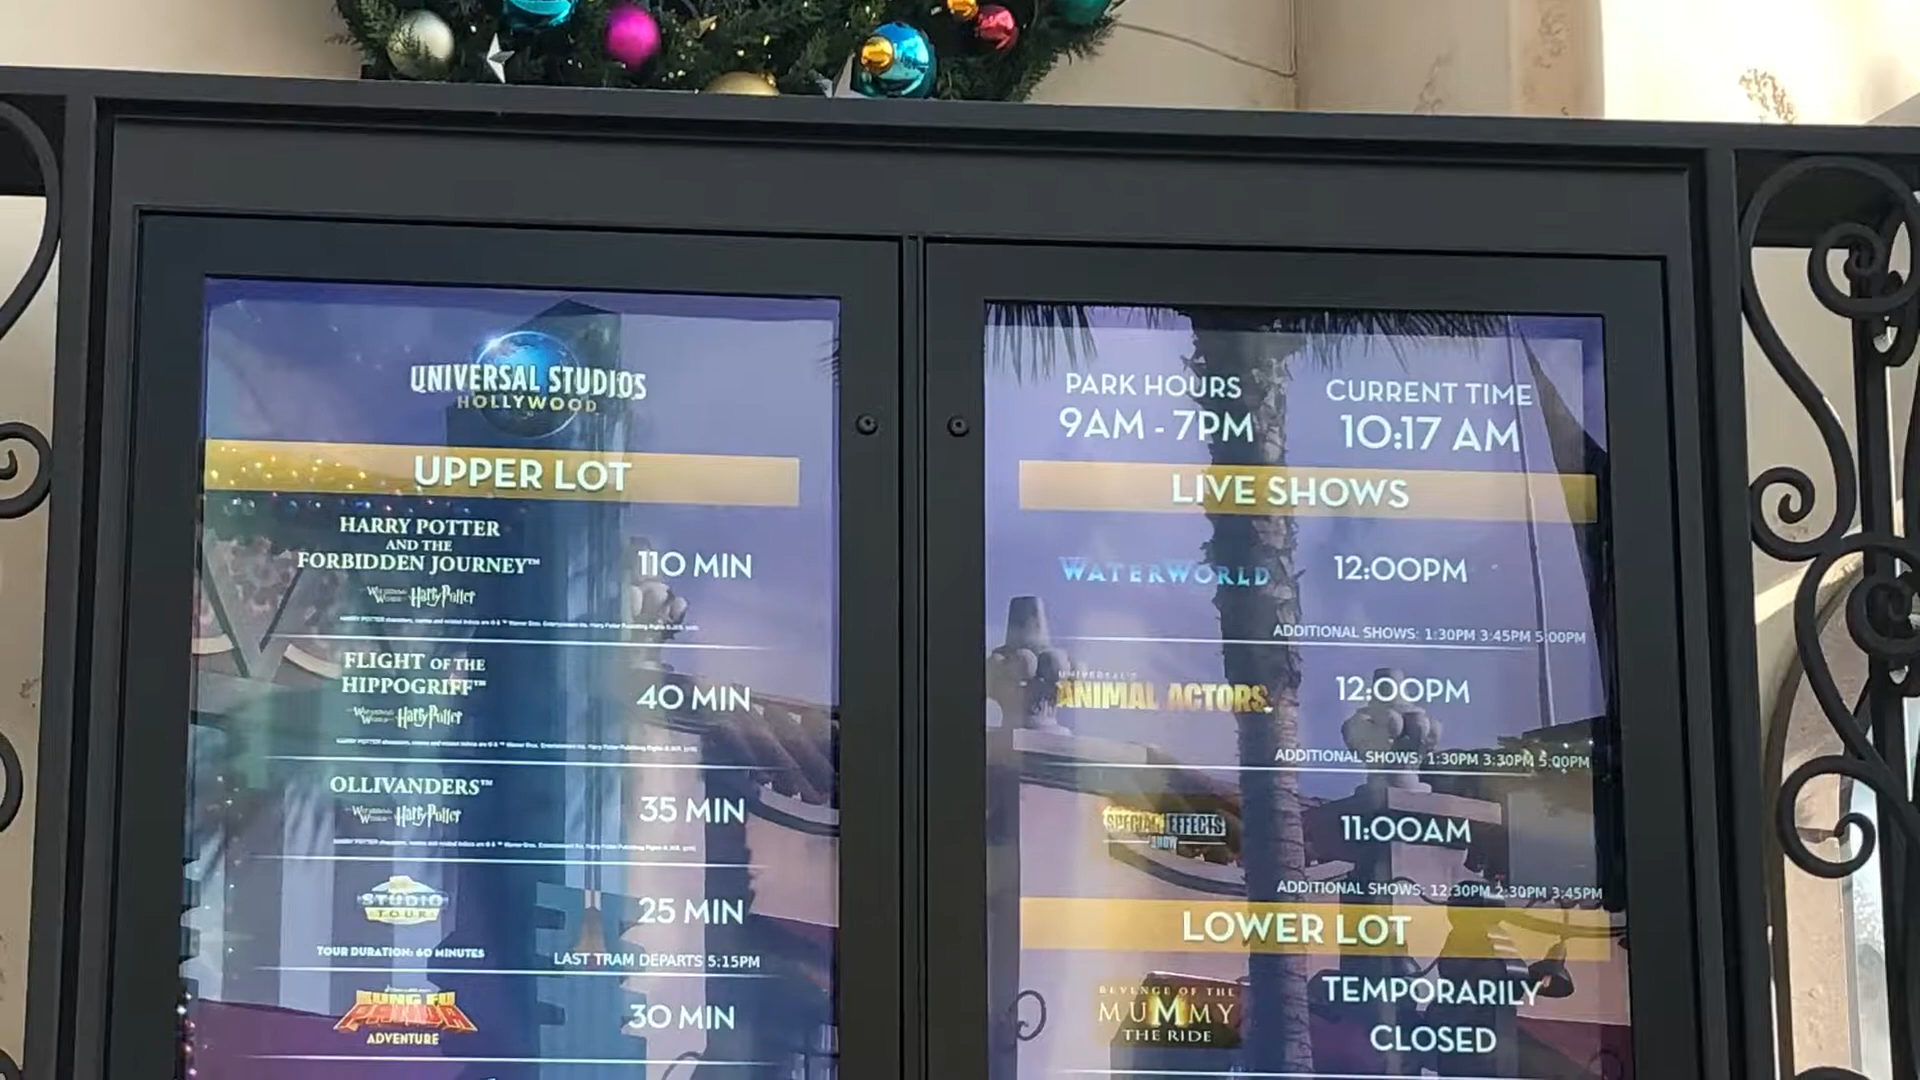 UNIVERSAL STUDIOS
HOLLYWOOD
UPPER LOT
HARRY POTTER
AND THE
FORBIDDEN JOURNEY™
110 MIN
Harry Potter
FLIGHT OF THE
HIPPOGRIFF™
40 MIN
Harry Potter
OLLIVANDERS™
35 MIN
Harry Potter
STUDIO
TOUR
25 MIN
TOUR DURATION: 60 MINUTES
LAST TRAM DEPARTS 5:15PM
KUNG FU
PANDA
ADVENTURE
30 MIN
PARK HOURS
9AM - 7PM
CURRENT TIME
10:17 AM
LIVE SHOWS
WATERWORLD
12:00PM
ADDITIONAL SHOWS: 1:30PM 3:45PM 5:00PM
UNIVERSAL'S
ANIMAL ACTORS
12:00PM
ADDITIONAL SHOWS: 1:30PM 3:30PM 5:00PM
SPECIAL EFFECTS
SHOW
11:00AM
ADDITIONAL SHOWS: 12:30PM 2:30PM 3:45PM
LOWER LOT
REVENGE OF THE
MUMMY
THE RIDE
TEMPORARILY
CLOSED